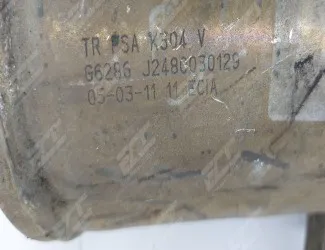 TR PSA K304 V
G6286 J2486030129
05-03-11 11 ECIA